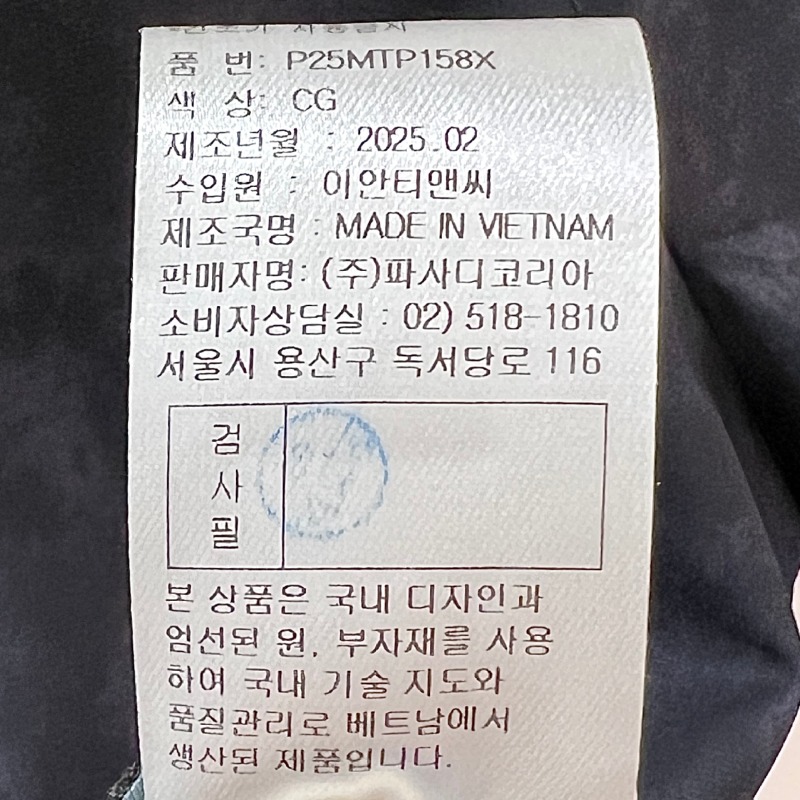 품 번: P25MTP158X
색 상: CG
제조년월 : 2025.02
수입원 : 이안티앤씨
제조국명 : MADE IN VIETNAM
판매자명: (주)파사디코리아
소비자상담실 : 02) 518-1810
서울시 용산구 독서당로 116
검
사
필
본 상품은 국내 디자인과
엄선된 원, 부자재를 사용
하여 국내 기술 지도와
품질관리로 베트남에서
생산된 제품입니다.